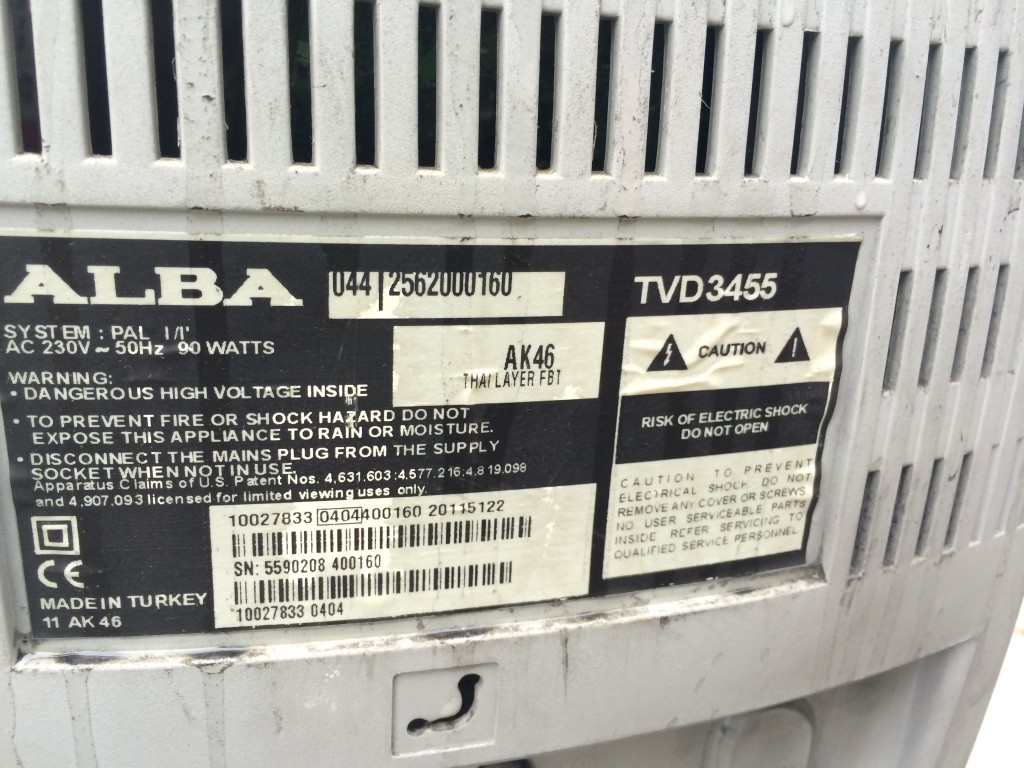 ALBA
044 2562000160
TVD3455
SYSTEM : PAL I/I'
AC 230V ~ 50Hz 90 WATTS
AK46
THAI LAYER FBT
CAUTION
WARNING:
• DANGEROUS HIGH VOLTAGE INSIDE
• TO PREVENT FIRE OR SHOCK HAZARD DO NOT
EXPOSE THIS APPLIANCE TO RAIN OR MOISTURE.
• DISCONNECT THE MAINS PLUG FROM THE SUPPLY
SOCKET WHEN NOT IN USE.
Apparatus Claims of U.S. Patent Nos. 4,631.603 ;4.577.216;4.819.098
and 4,907,093 licensed for limited viewing uses only.
RISK OF ELECTRIC SHOCK
DO NOT OPEN
CAUTION TO PREVENT
ELECTRICAL SHOCK DO NOT
REMOVE ANY COVER OR SCREWS
NO USER SERVICEABLE PARTS
INSIDE REFER SERVICING TO
QUALIFIED SERVICE PERSONNEL
10027833 0404400160 20115122
SN: 5590208 400160
10027833 0404
CE
MADE IN TURKEY
11 AK 46